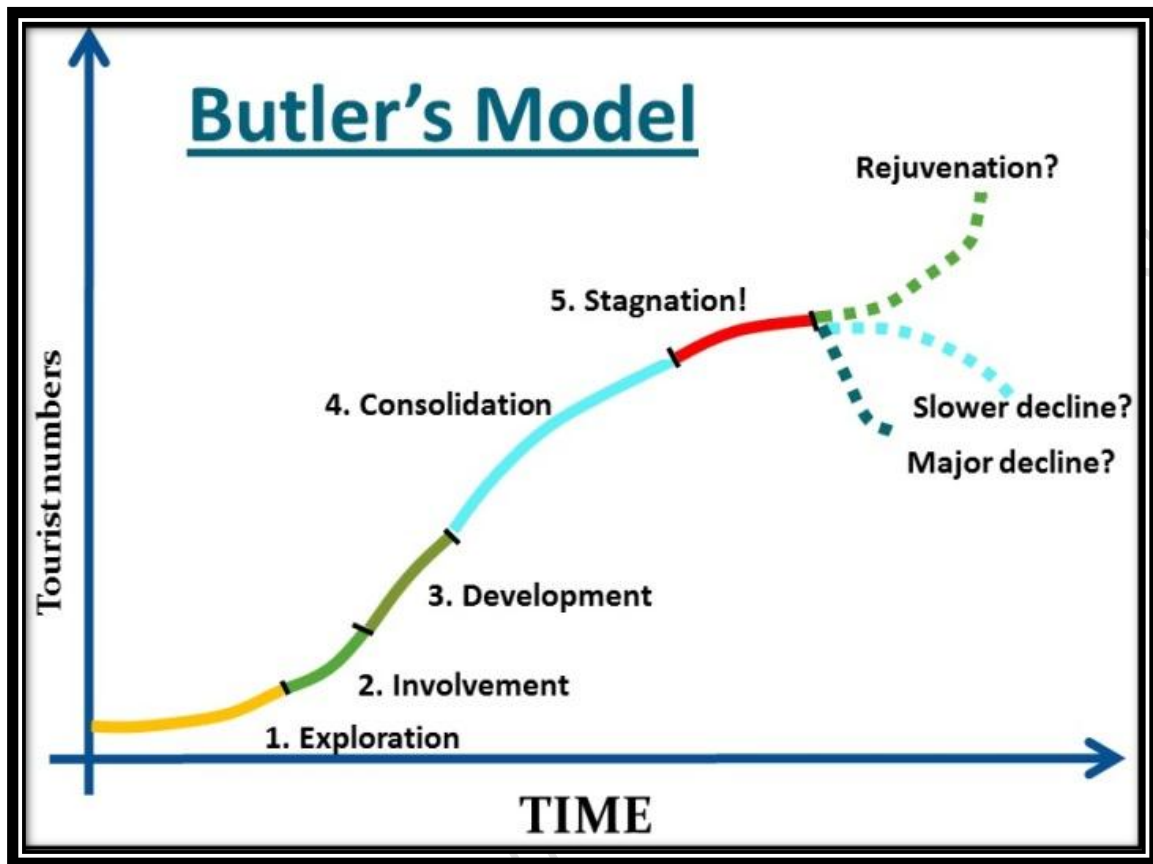 Butler’s Model
Rejuvenation?
5. Stagnation!
4. Consolidation
Slower decline?
Major decline?
3. Development
2. Involvement
1. Exploration
Tourist numbers
TIME